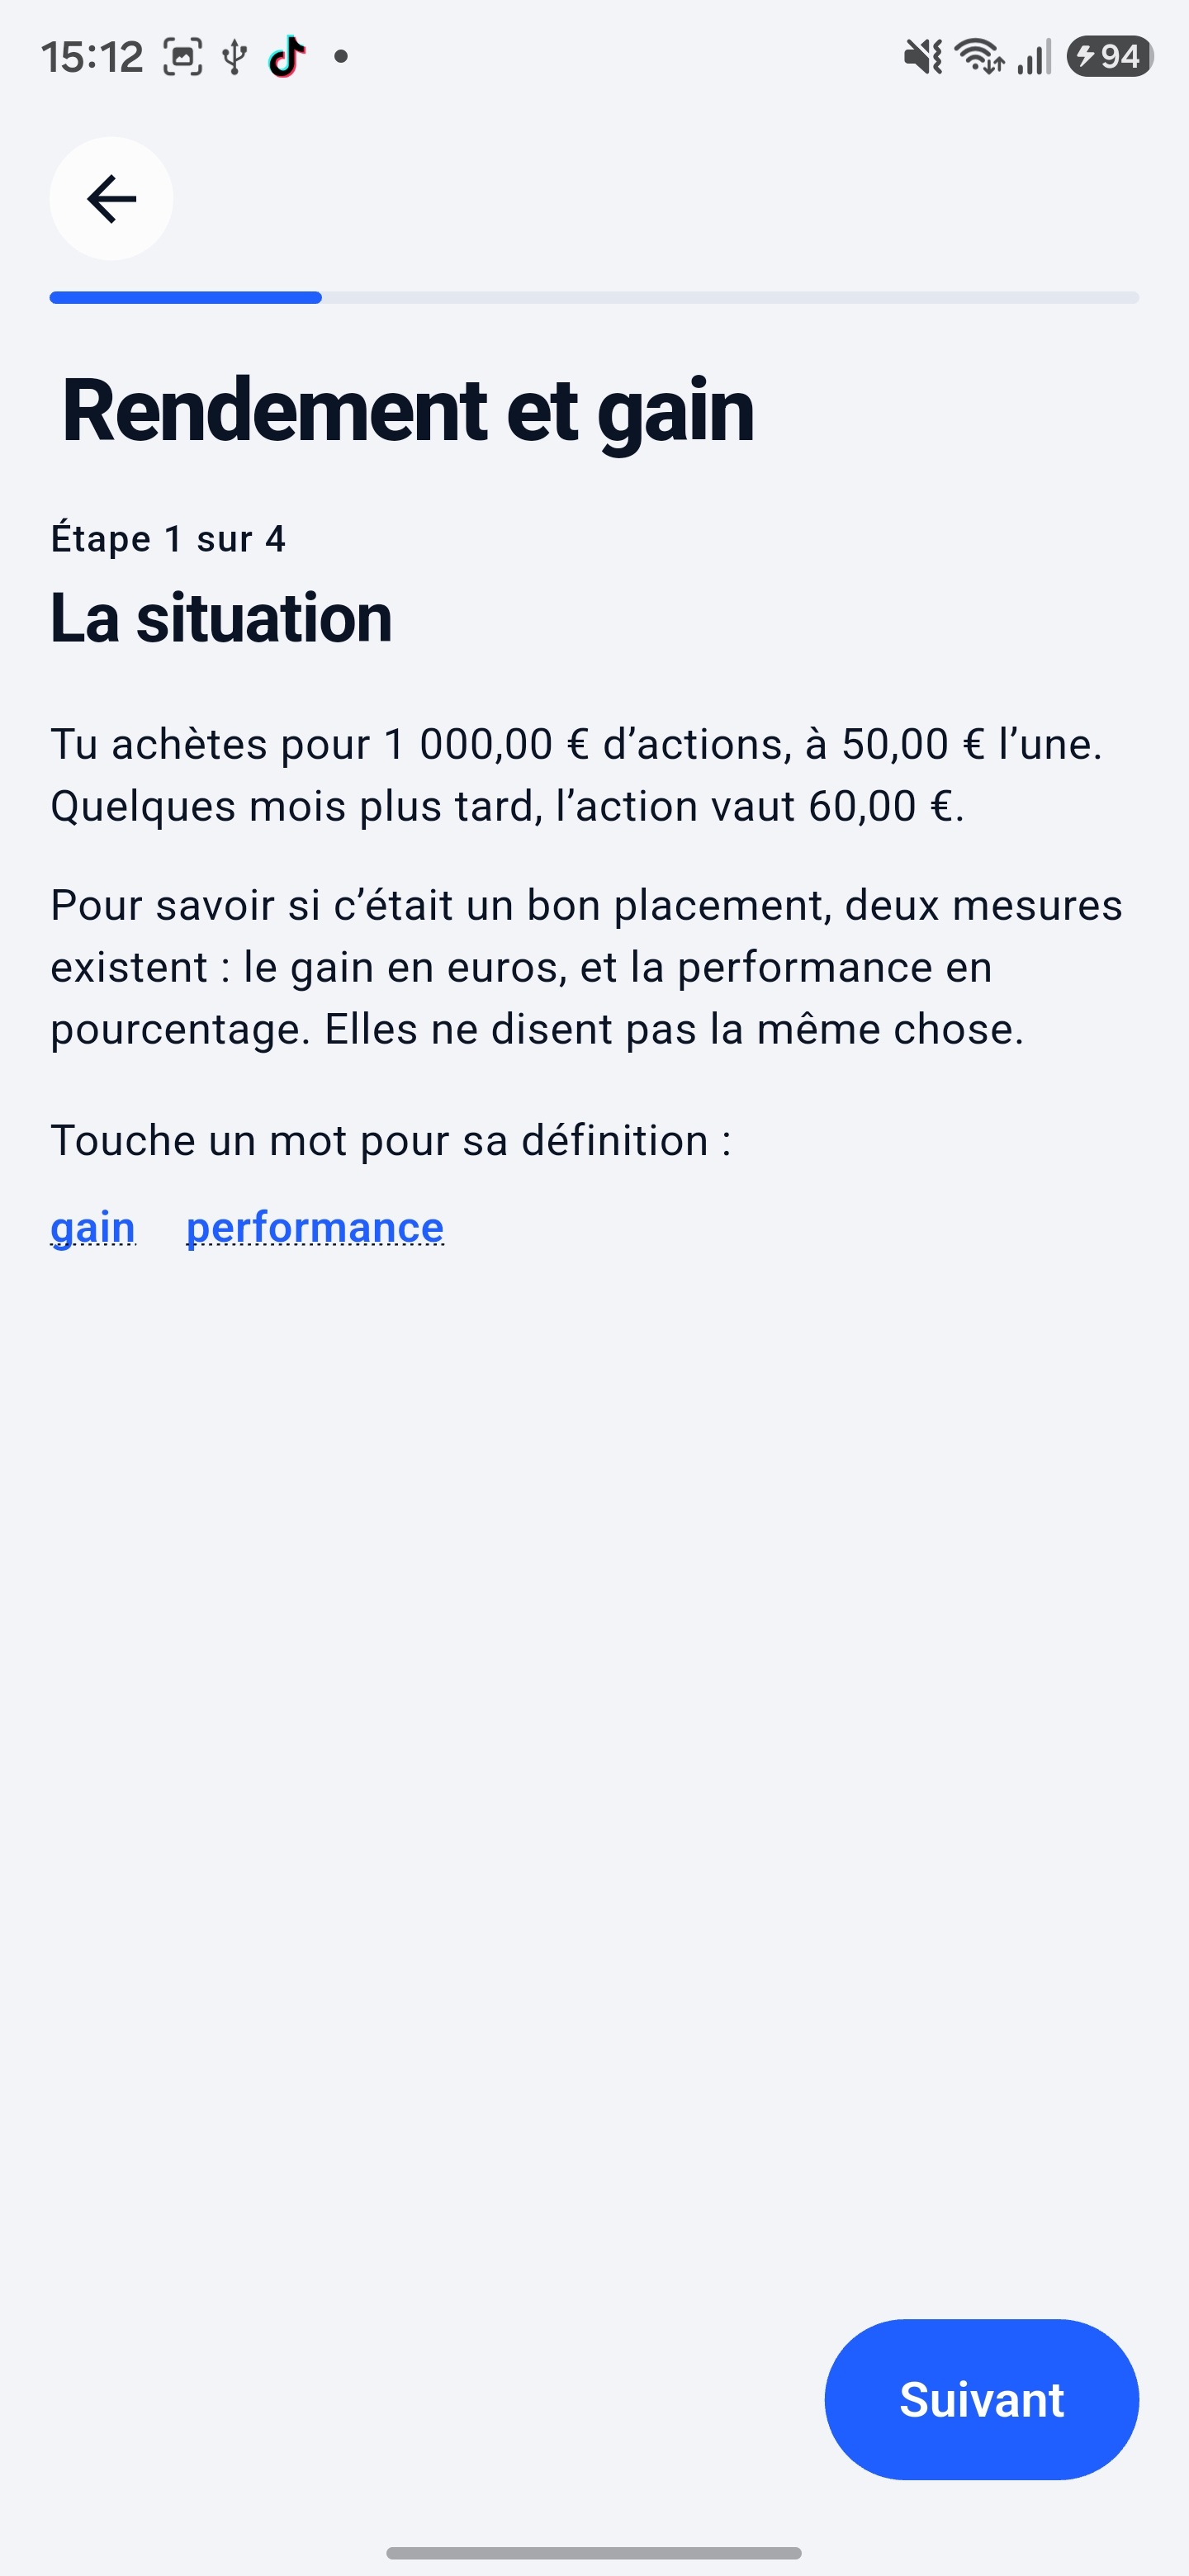 15:12
94
Rendement et gain
Étape 1 sur 4
La situation
Tu achètes pour 1 000,00 € d’actions, à 50,00 € l’une.
Quelques mois plus tard, l’action vaut 60,00 €.
Pour savoir si c’était un bon placement, deux mesures
existent : le gain en euros, et la performance en
pourcentage. Elles ne disent pas la même chose.
Touche un mot pour sa définition :
gain performance
Suivant